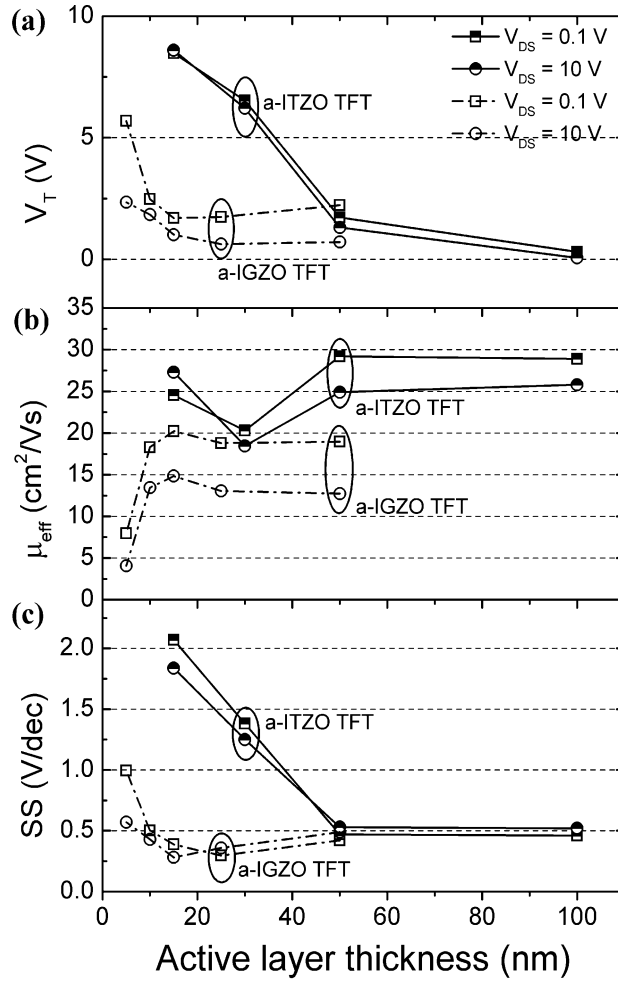 (a)
10
5
0
V_T (V)
V_DS = 0.1 V
V_DS = 10 V
V_DS = 0.1 V
V_DS = 10 V
a-ITZO TFT
a-IGZO TFT
(b)
35
30
25
20
15
10
5
0
μ_eff (cm²/Vs)
a-ITZO TFT
a-IGZO TFT
(c)
2.0
1.5
1.0
0.5
0.0
SS (V/dec)
a-ITZO TFT
a-IGZO TFT
0 20 40 60 80 100
Active layer thickness (nm)